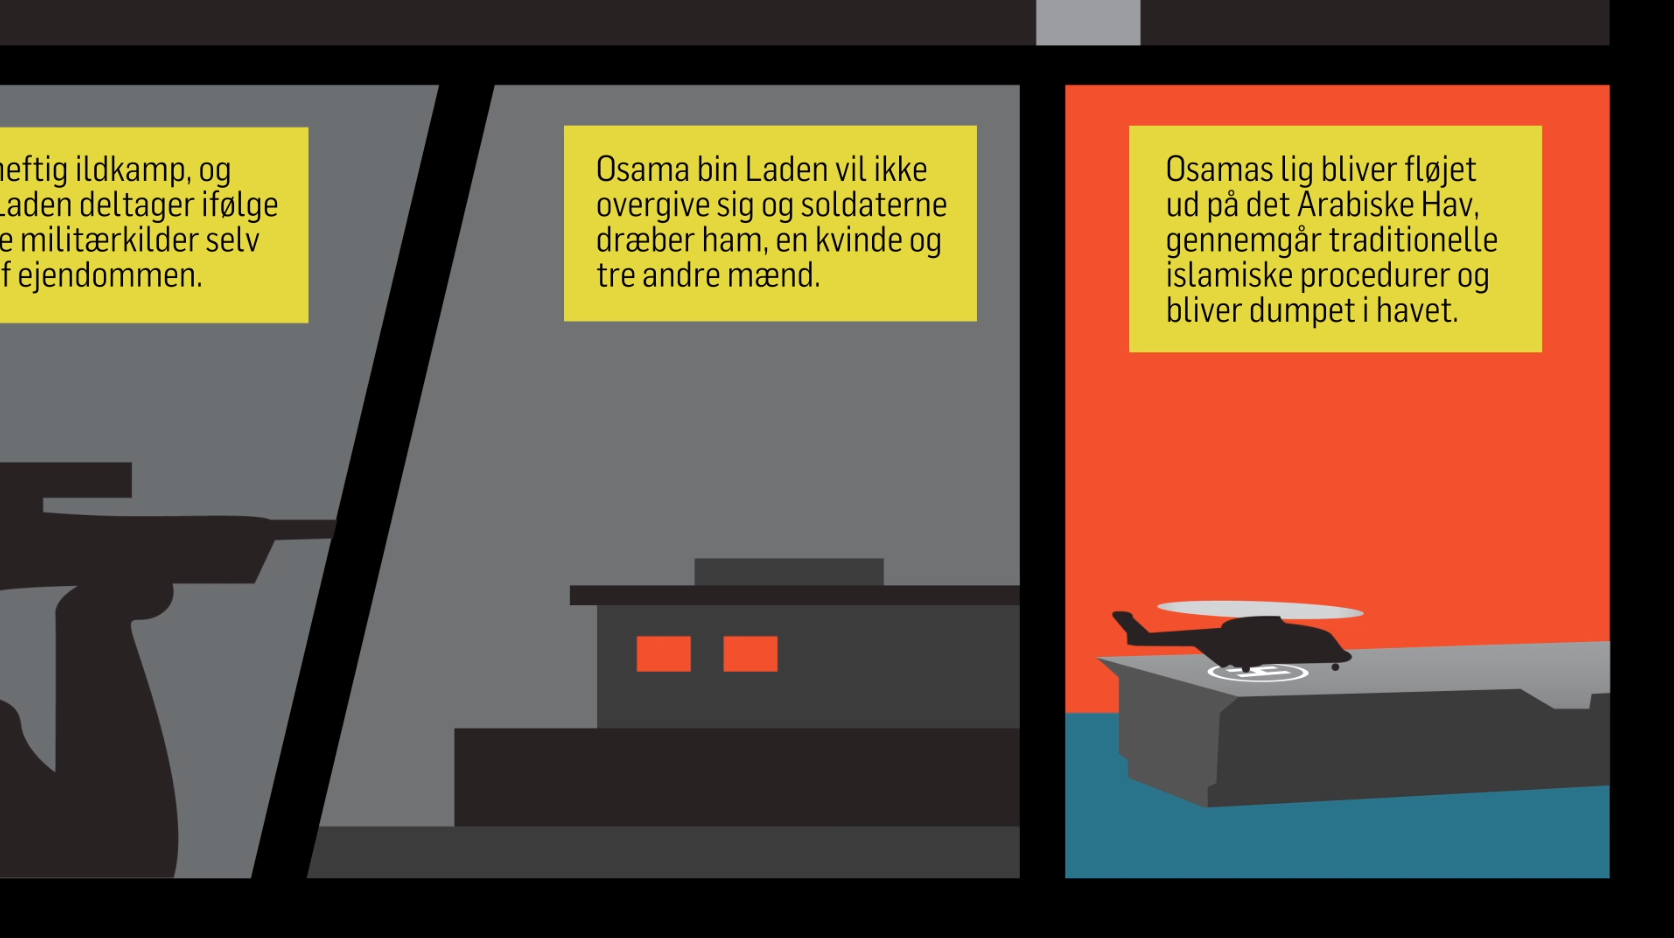 heftig ildkamp, og
Laden deltager ifølge
e militærkilder selv
f ejendommen.
Osama bin Laden vil ikke
overgive sig og soldaterne
dræber ham, en kvinde og
tre andre mænd.
Osamas lig bliver fløjet
ud på det Arabiske Hav,
gennemgår traditionelle
islamiske procedurer og
bliver dumpet i havet.
H